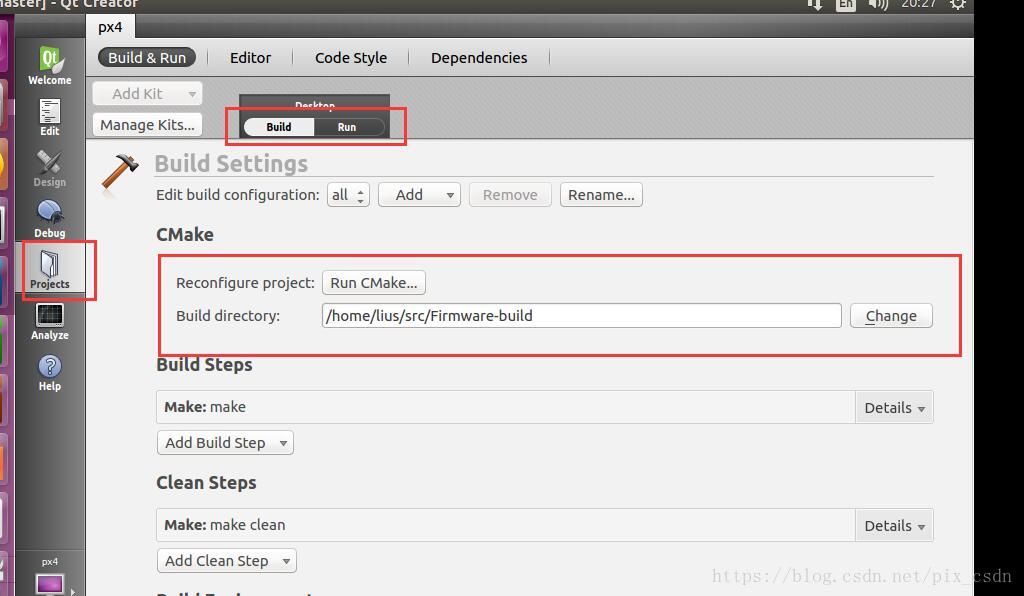 master] - Qt Creator
En
20:27
px4
Build & Run
Editor
Code Style
Dependencies
Welcome
Edit
Design
Debug
Projects
Analyze
Help
px4
Add Kit
Manage Kits...
Desktop
Build
Run
Build Settings
Edit build configuration:
all
Add
Remove
Rename...
CMake
Reconfigure project:
Run CMake...
Build directory:
/home/lius/src/Firmware-build
Change
Build Steps
Make: make
Details
Add Build Step
Clean Steps
Make: make clean
Details
Add Clean Step
Build Environment
https://blog.csdn.net/pix_csdn